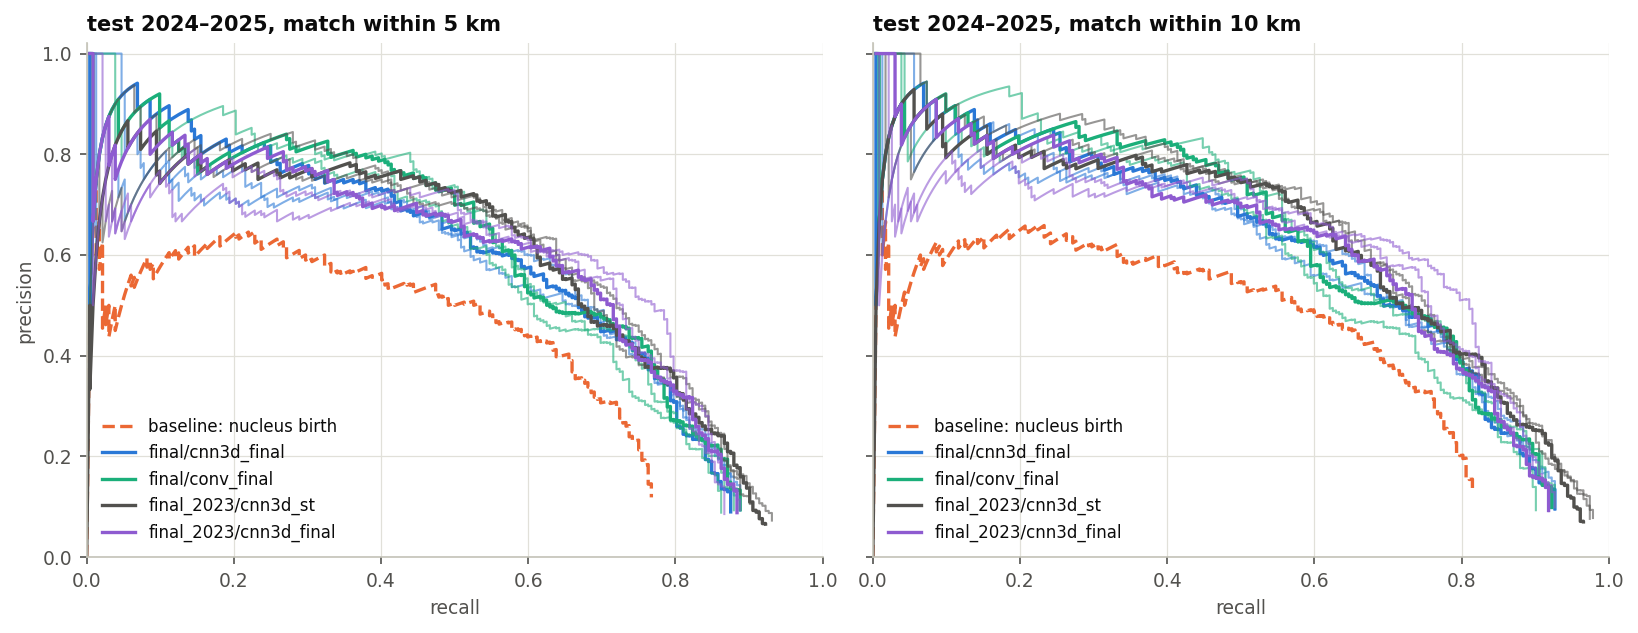 test 2024–2025, match within 5 km
precision
1.0
0.8
0.6
0.4
0.2
0.0
baseline: nucleus birth
final/cnn3d_final
final/conv_final
final_2023/cnn3d_st
final_2023/cnn3d_final
0.0 0.2 0.4 0.6 0.8 1.0
recall
test 2024–2025, match within 10 km
baseline: nucleus birth
final/cnn3d_final
final/conv_final
final_2023/cnn3d_st
final_2023/cnn3d_final
0.0 0.2 0.4 0.6 0.8 1.0
recall